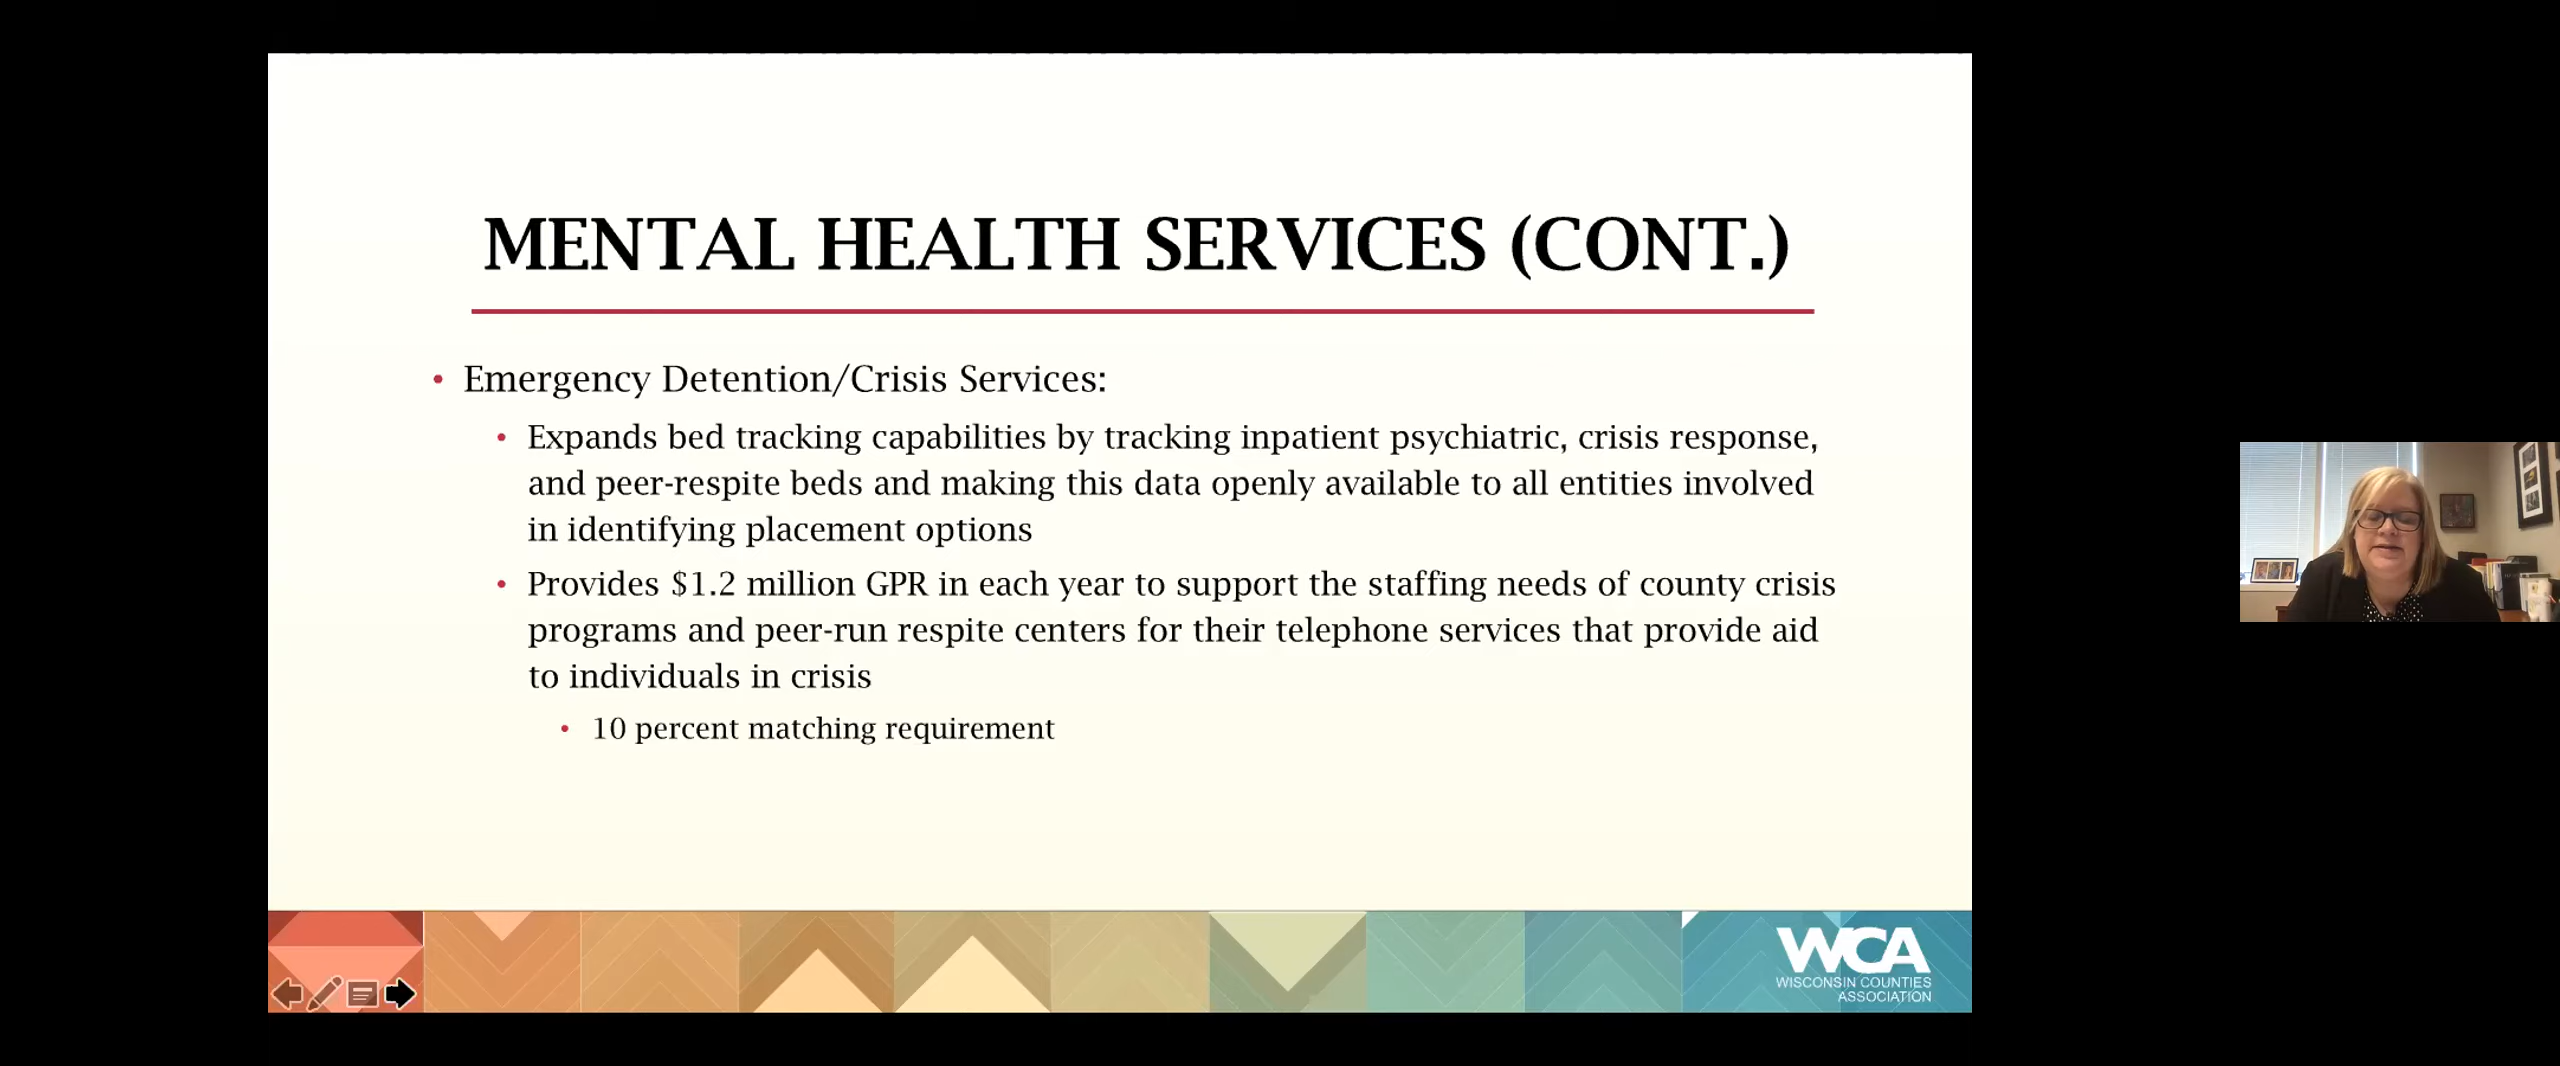 MENTAL HEALTH SERVICES (CONT.)
• Emergency Detention/Crisis Services:
• Expands bed tracking capabilities by tracking inpatient psychiatric, crisis response,
and peer-respite beds and making this data openly available to all entities involved
in identifying placement options
• Provides $1.2 million GPR in each year to support the staffing needs of county crisis
programs and peer-run respite centers for their telephone services that provide aid
to individuals in crisis
• 10 percent matching requirement
WCA
WISCONSIN COUNTIES
ASSOCIATION